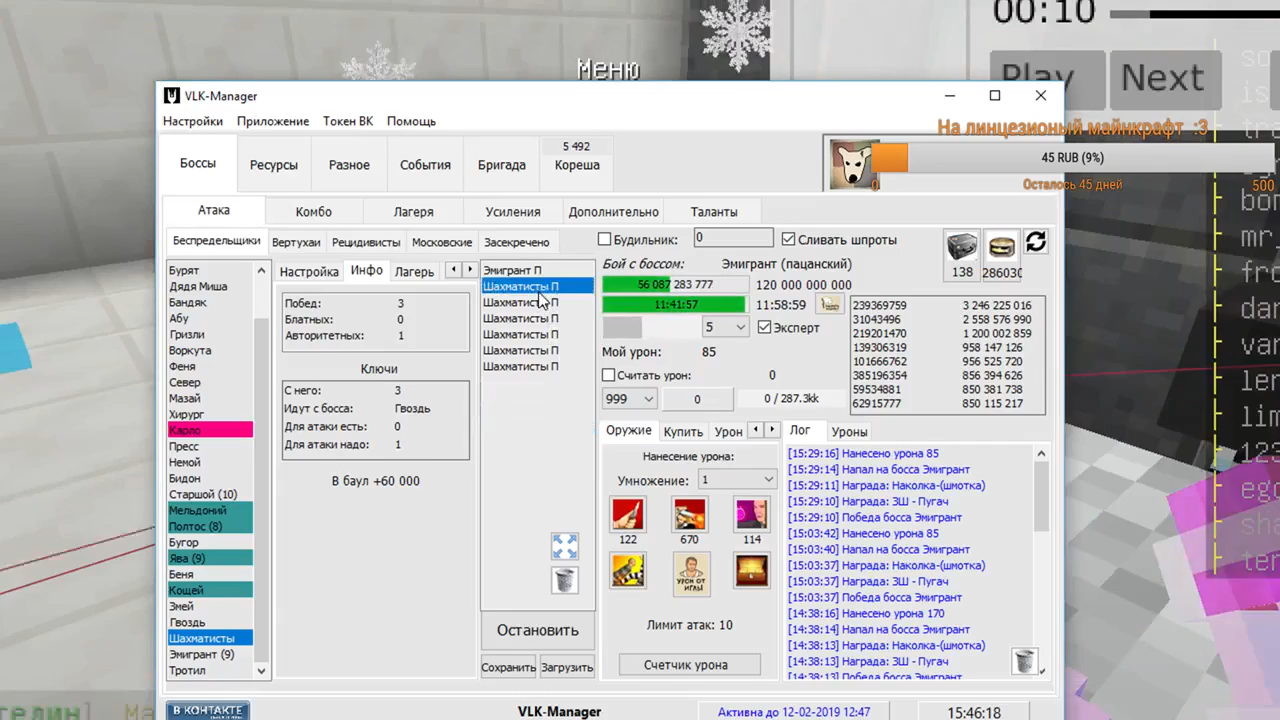 00:10
Меню
Play
Next
VLK-Manager
Настройки Приложение Токен ВК Помощь
На линцезионый майнкрафт :3
45 RUB (9%)
0
Осталось 45 дней
500
Боссы
Ресурсы
Разное
События
Бригада
5 492
Кореша
Атака
Комбо
Лагеря
Усиления
Дополнительно
Таланты
Беспредельщики
Вертухаи
Рецидивисты
Московские
Засекречено
Будильник:
0
Сливать шпроты
138
286030
Бурят
Дядя Миша
Бандяк
Абу
Гризли
Воркута
Феня
Север
Мазай
Хирург
Карло
Пресс
Немой
Бидон
Старшой (10)
Мельдоний
Полтос (8)
Бугор
Ява (9)
Беня
Кощей
Змей
Гвоздь
Шахматисты
Эмигрант (9)
Тротил
Настройка
Инфо
Лагерь
Побед: 3
Блатных: 0
Авторитетных: 1
Ключи
С него: 3
Идут с босса: Гвоздь
Для атаки есть: 0
Для атаки надо: 1
В баул +60 000
Эмигрант П
Шахматисты П
Шахматисты П
Шахматисты П
Шахматисты П
Шахматисты П
Шахматисты П
Остановить
Сохранить
Загрузить
Бой с боссом: Эмигрант (пацанский)
56 087 283 777
120 000 000 000
11:41:57
11:58:59
5
Эксперт
Мой урон: 85
Считать урон: 0
999
0
0 / 287.3kk
239369759 3 246 225 016
31043496 2 558 576 990
219201470 1 200 002 859
139306319 958 147 126
101666762 956 525 720
385196354 856 394 626
59534881 850 381 738
62915777 850 115 217
Оружие
Купить
Урон
Нанесение урона:
Умножение: 1
122
670
114
УРОН ОТ ИГЛЫ
Лимит атак: 10
Счетчик урона
Лог
Уроны
[15:29:16] Нанесено урона 85
[15:29:14] Напал на босса Эмигрант
[15:29:11] Награда: Наколка-(шмотка)
[15:29:10] Награда: ЗШ - Пугач
[15:29:10] Победа босса Эмигрант
[15:03:42] Нанесено урона 85
[15:03:40] Напал на босса Эмигрант
[15:03:37] Награда: Наколка-(шмотка)
[15:03:37] Награда: ЗШ - Пугач
[15:03:37] Победа босса Эмигрант
[14:38:16] Нанесено урона 170
[14:38:14] Напал на босса Эмигрант
[14:38:13] Награда: Наколка-(шмотка)
[14:38:13] Награда: ЗШ - Пугач
[14:38:13] Победа босса Эмигрант
В КОНТАКТЕ
VLK-Manager
Активна до 12-02-2019 12:47
15:46:18